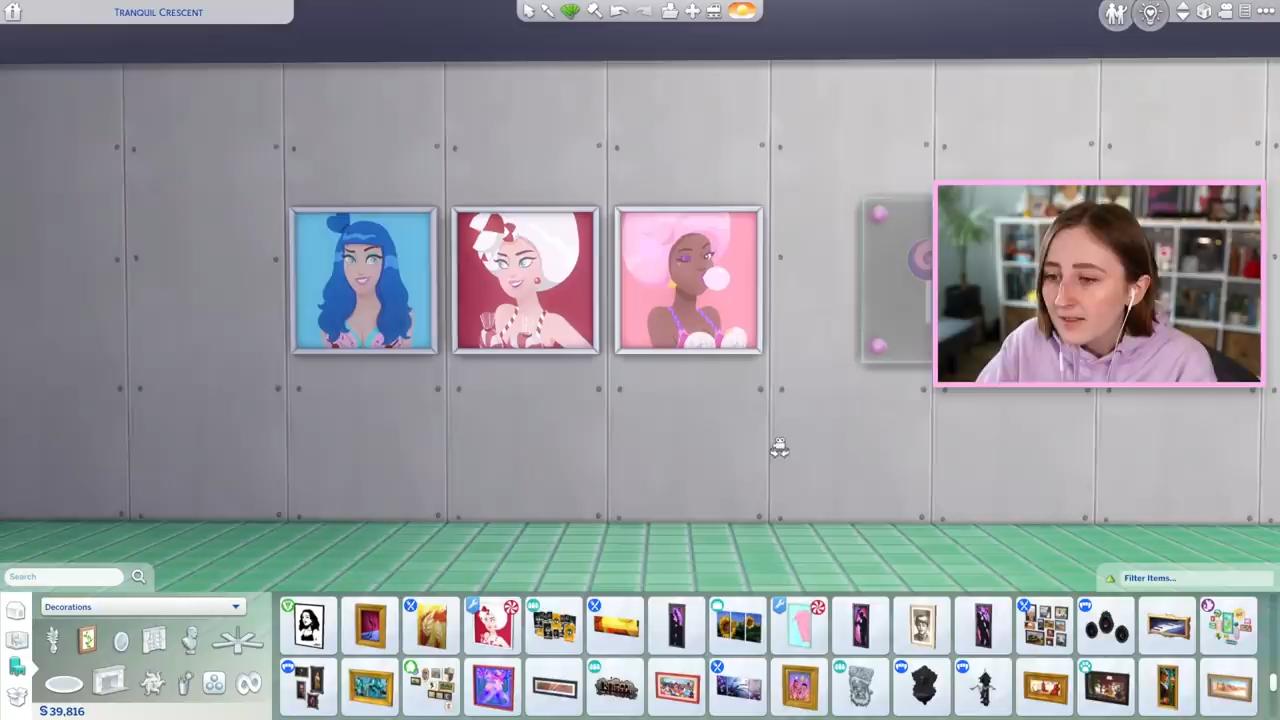 TRANQUIL CRESCENT
Search
Filter Items...
Decorations
§39,816